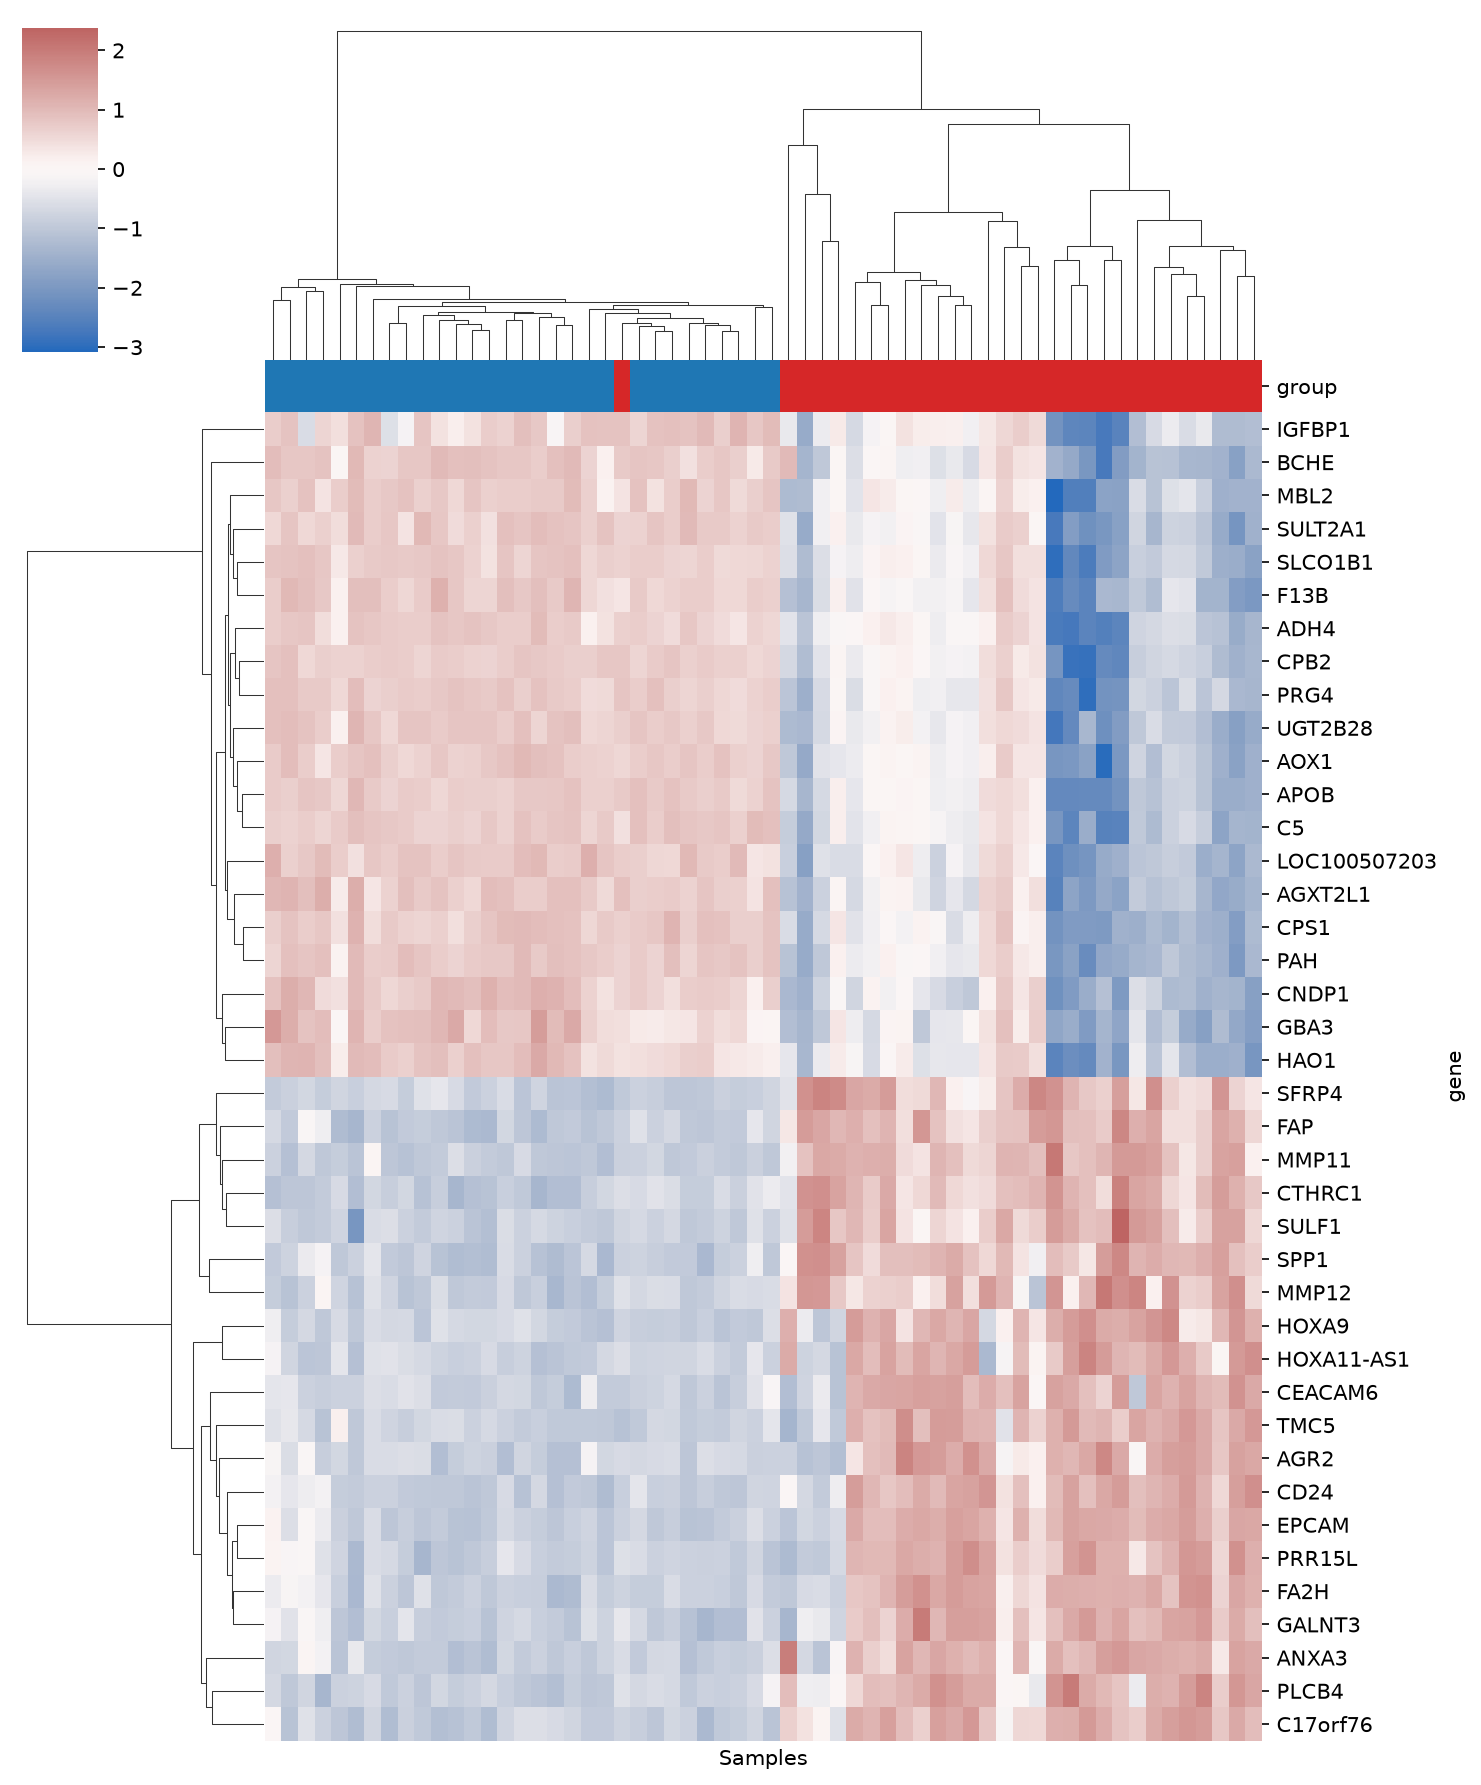 2
1
0
−1
−2
−3
group
IGFBP1
BCHE
MBL2
SULT2A1
SLCO1B1
F13B
ADH4
CPB2
PRG4
UGT2B28
AOX1
APOB
C5
LOC100507203
AGXT2L1
CPS1
PAH
CNDP1
GBA3
HAO1
SFRP4
FAP
MMP11
CTHRC1
SULF1
SPP1
MMP12
HOXA9
HOXA11-AS1
CEACAM6
TMC5
AGR2
CD24
EPCAM
PRR15L
FA2H
GALNT3
ANXA3
PLCB4
C17orf76
gene
Samples